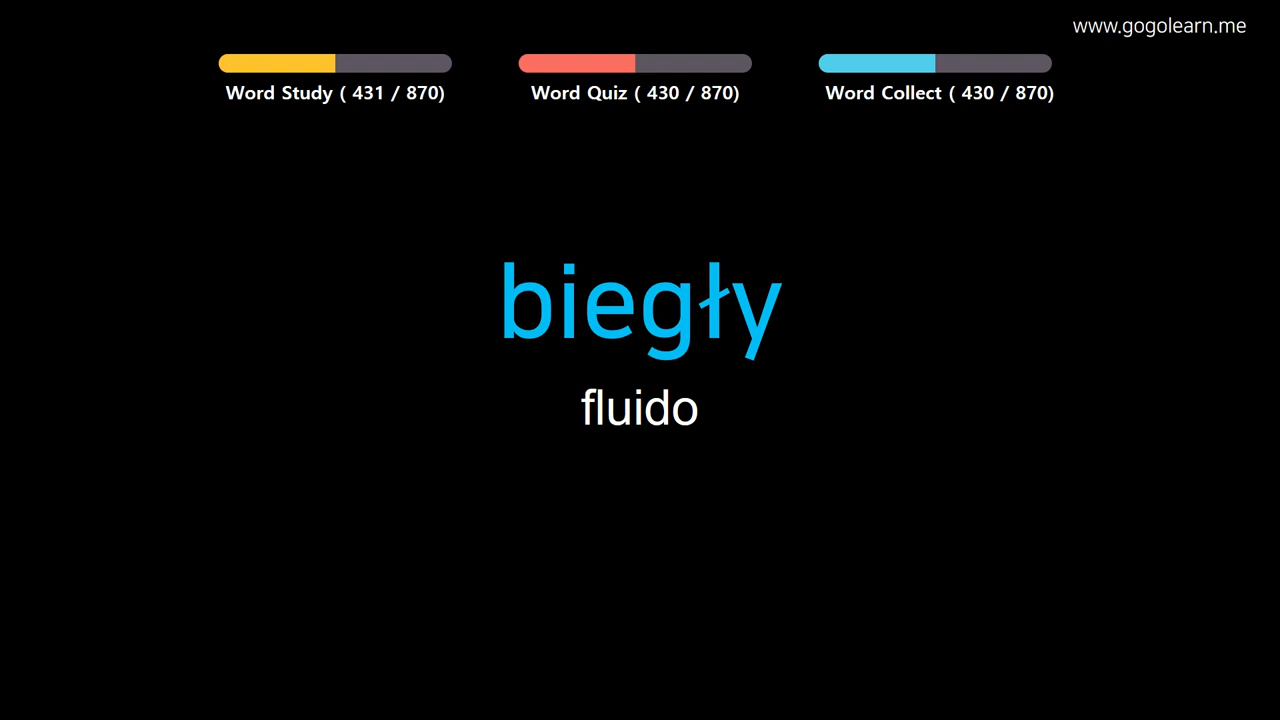 www.gogolearn.me
Word Study ( 431 / 870)
Word Quiz ( 430 / 870)
Word Collect ( 430 / 870)
biegły
fluido